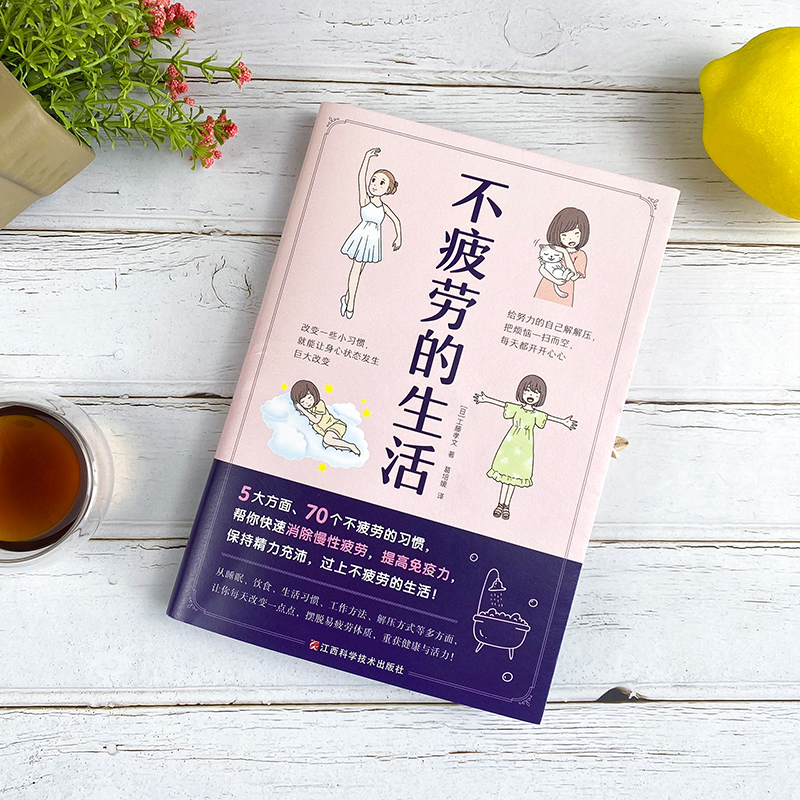 不疲劳的生活
[日]工藤孝文 著 葛培媛 译
改变一些小习惯，
就能让身心状态发生
巨大改变
给努力的自己解解压，
把烦恼一扫而空，
每天都开开心心
5大方面、70个不疲劳的习惯，
帮你快速消除慢性疲劳，提高免疫力，
保持精力充沛，过上不疲劳的生活！
从睡眠、饮食、生活习惯、工作方法、解压方式等多方面、
让你每天改变一点点，摆脱易疲劳体质，重获健康与活力！
江西科学技术出版社